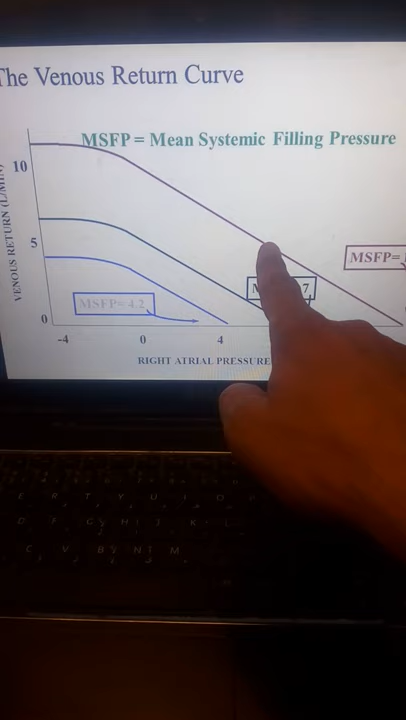 The Venous Return Curve
MSFP = Mean Systemic Filling Pressure
VENOUS RETURN
10
5
0
MSFP=
7
MSFP= 4.2
-4 0 4
RIGHT ATRIAL PRESSURE
E R T Y U I O
D F G H J K L
C V B N M